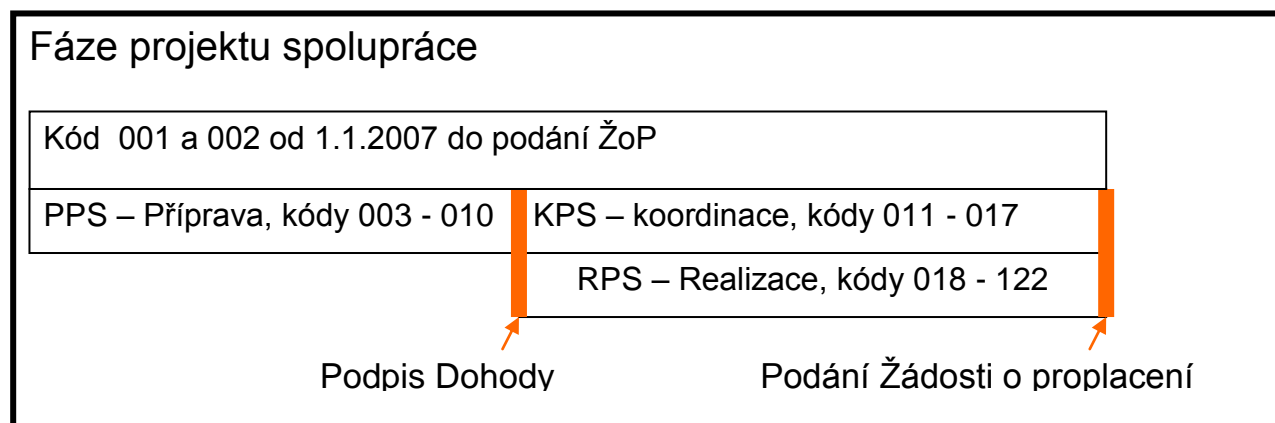 Fáze projektu spolupráce
Kód 001 a 002 od 1.1.2007 do podání ŽoP
PPS – Příprava, kódy 003 - 010
KPS – koordinace, kódy 011 - 017
RPS – Realizace, kódy 018 - 122
Podpis Dohody
Podání Žádosti o proplacení